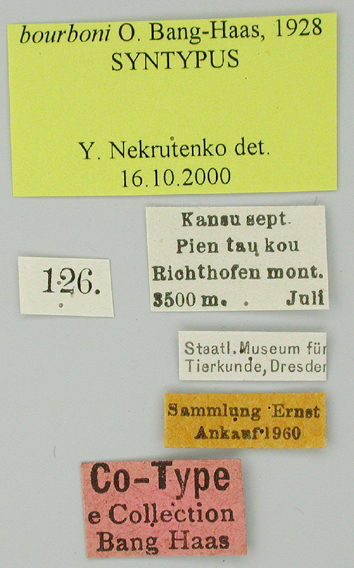 bourboni O. Bang-Haas, 1928
SYNTYPUS
Y. Nekrutenko det.
16.10.2000
Kansu sept.
Pien tau kou
Richthofen mont.
3500 m. Juli
126.
Staatl. Museum für
Tierkunde, Dresden
Sammlung Ernst
Ankauf 1960
Co-Type
e Collection
Bang Haas